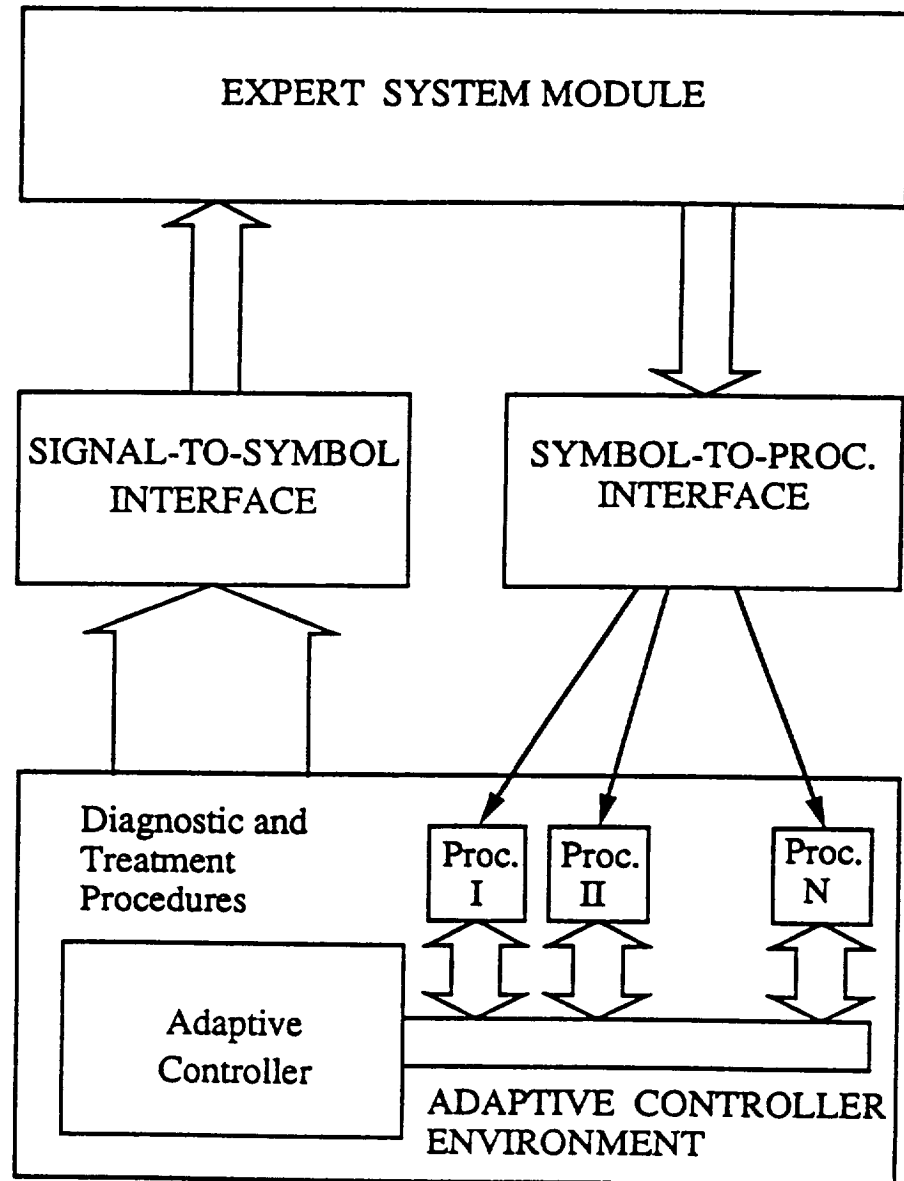 EXPERT SYSTEM MODULE
SIGNAL-TO-SYMBOL
INTERFACE
SYMBOL-TO-PROC.
INTERFACE
Diagnostic and
Treatment
Procedures
Proc.
I
Proc.
II
Proc.
N
Adaptive
Controller
ADAPTIVE CONTROLLER
ENVIRONMENT